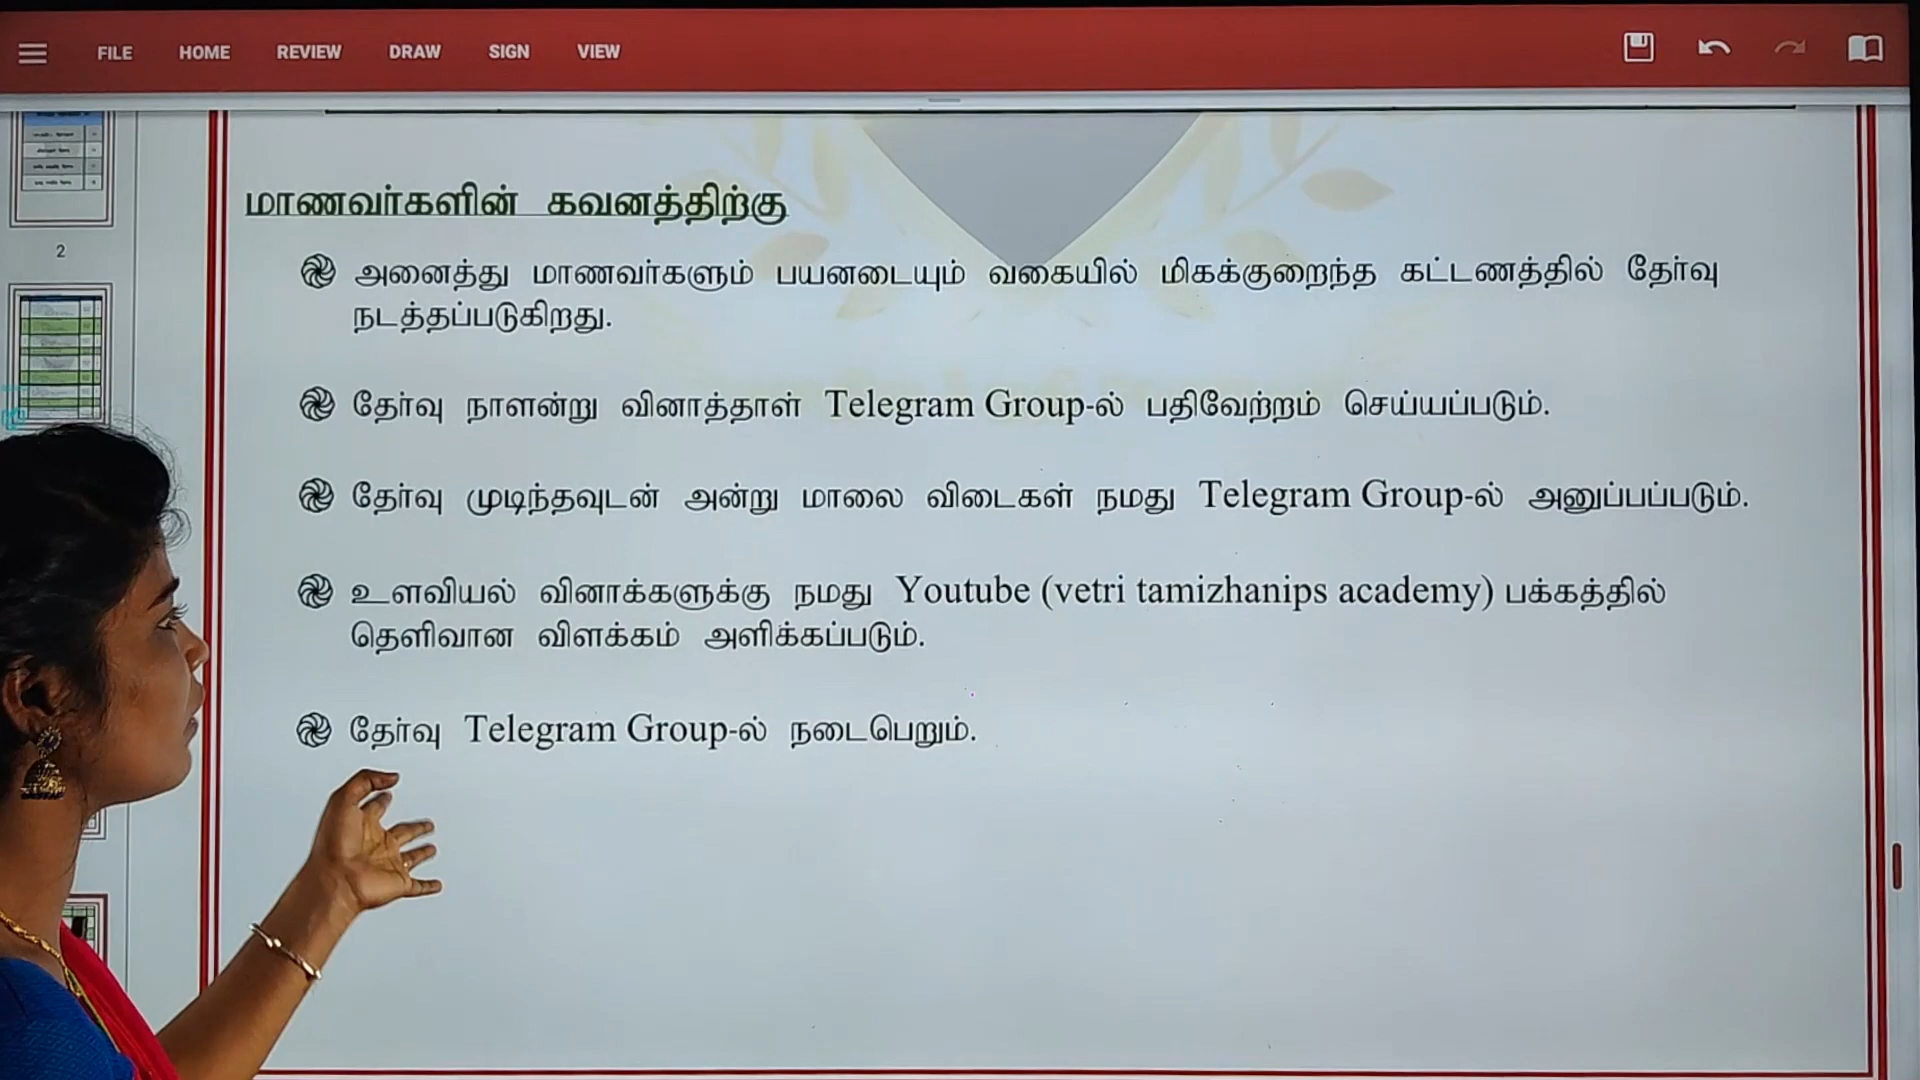 FILE HOME REVIEW DRAW SIGN VIEW
மாணவர்களின் கவனத்திற்கு
அனைத்து மாணவர்களும் பயனடையும் வகையில் மிகக்குறைந்த கட்டணத்தில் தேர்வு
நடத்தப்படுகிறது.
தேர்வு நாளன்று வினாத்தாள் Telegram Group-ல் பதிவேற்றம் செய்யப்படும்.
தேர்வு முடிந்தவுடன் அன்று மாலை விடைகள் நமது Telegram Group-ல் அனுப்பப்படும்.
உளவியல் வினாக்களுக்கு நமது Youtube (vetri tamizhanips academy) பக்கத்தில்
தெளிவான விளக்கம் அளிக்கப்படும்.
தேர்வு Telegram Group-ல் நடைபெறும்.
2